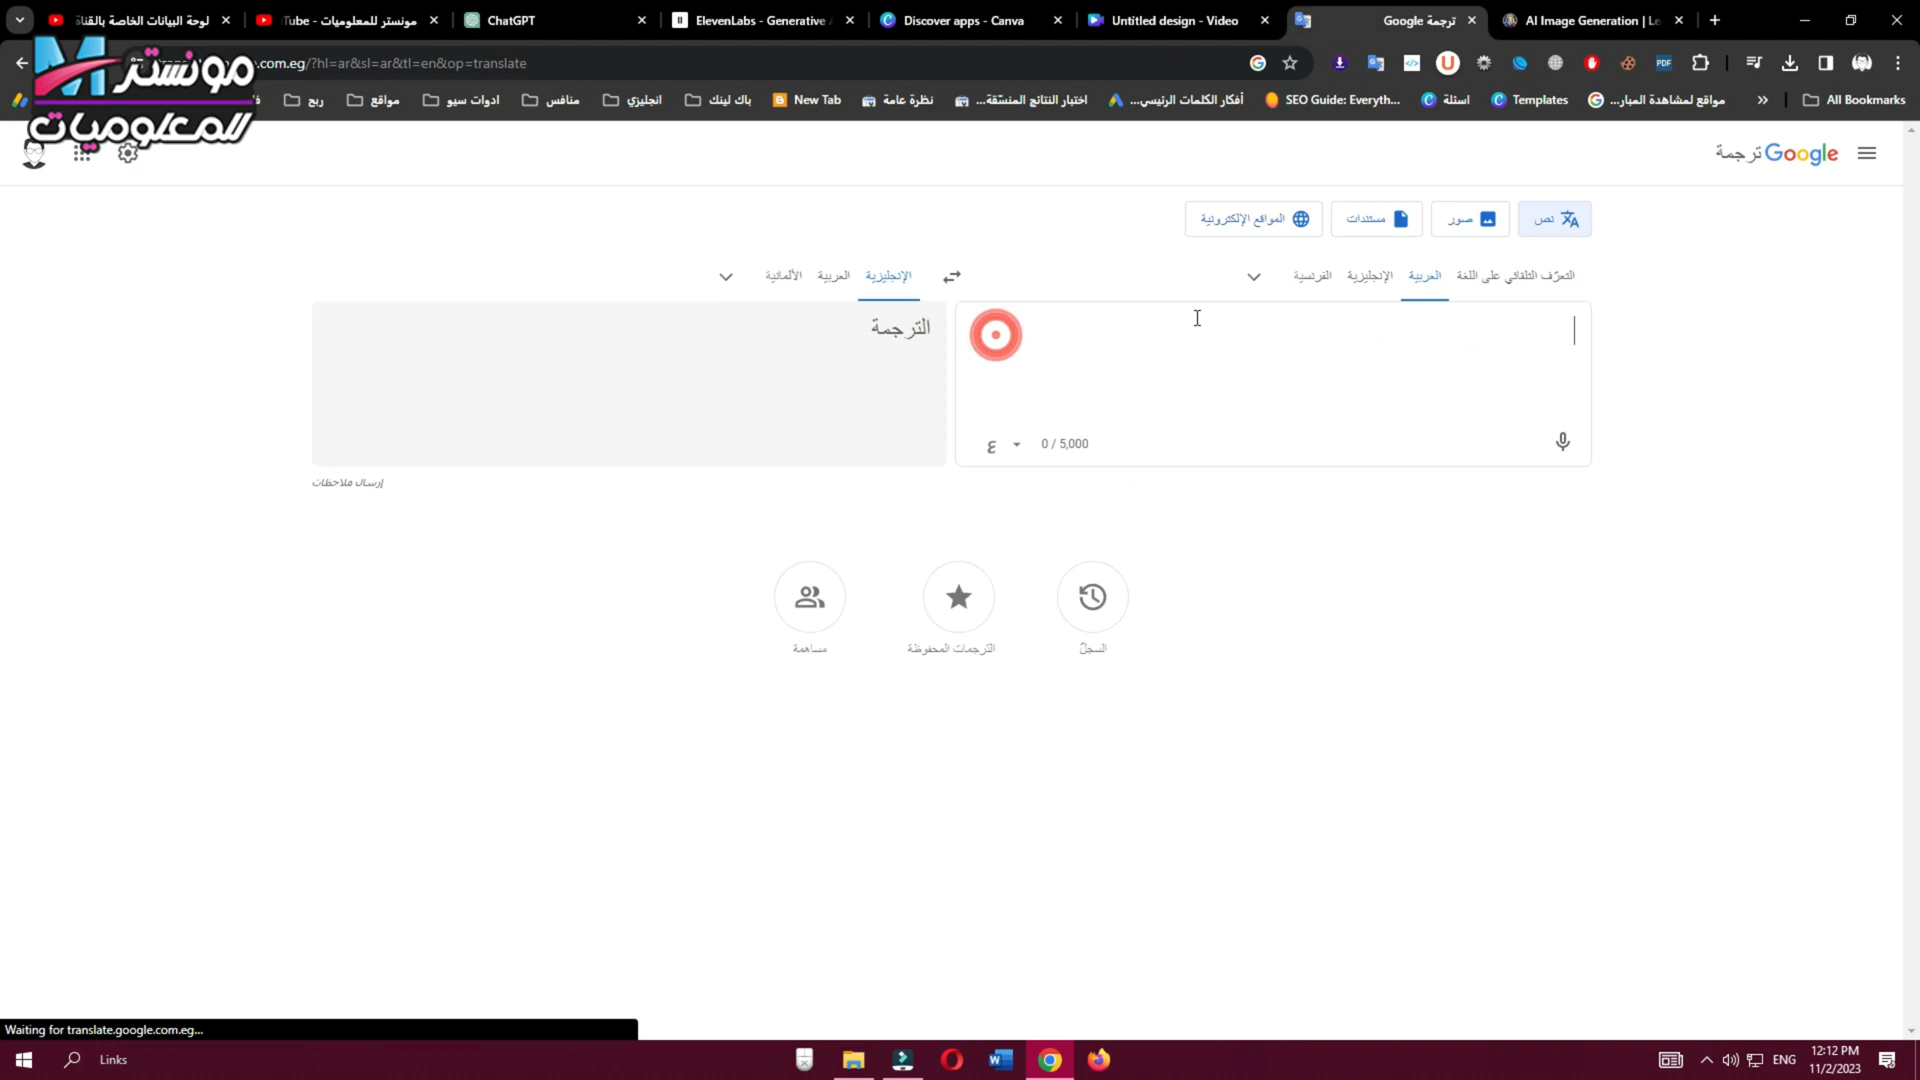 لوحة البيانات الخاصة بالقناة
Tube - مونستر للمعلوميات
ChatGPT
ElevenLabs - Generative
Discover apps - Canva
Untitled design - Video
ترجمة Google
AI Image Generation | Le
.com.eg/?hl=ar&sl=ar&tl=en&op=translate
مونستر
للمعلوميات
ربح
مواقع
ادوات سيو
منافس
انجليزي
باك لينك
New Tab
نظرة عامة
اختبار النتائج المنسّقة...
أفكار الكلمات الرئيسي...
SEO Guide: Everyth...
اسئلة
Templates
مواقع لمشاهدة المبار...
All Bookmarks
ترجمة Google
نص
صور
مستندات
المواقع الإلكترونية
التعرّف التلقائي على اللغة
العربية
الإنجليزية
الفرنسية
الإنجليزية
العربية
الألمانية
الترجمة
ع
0 / 5,000
إرسال ملاحظات
السجلّ
الترجمات المحفوظة
مساهمة
Waiting for translate.google.com.eg...
Links
ENG
12:12 PM
11/2/2023